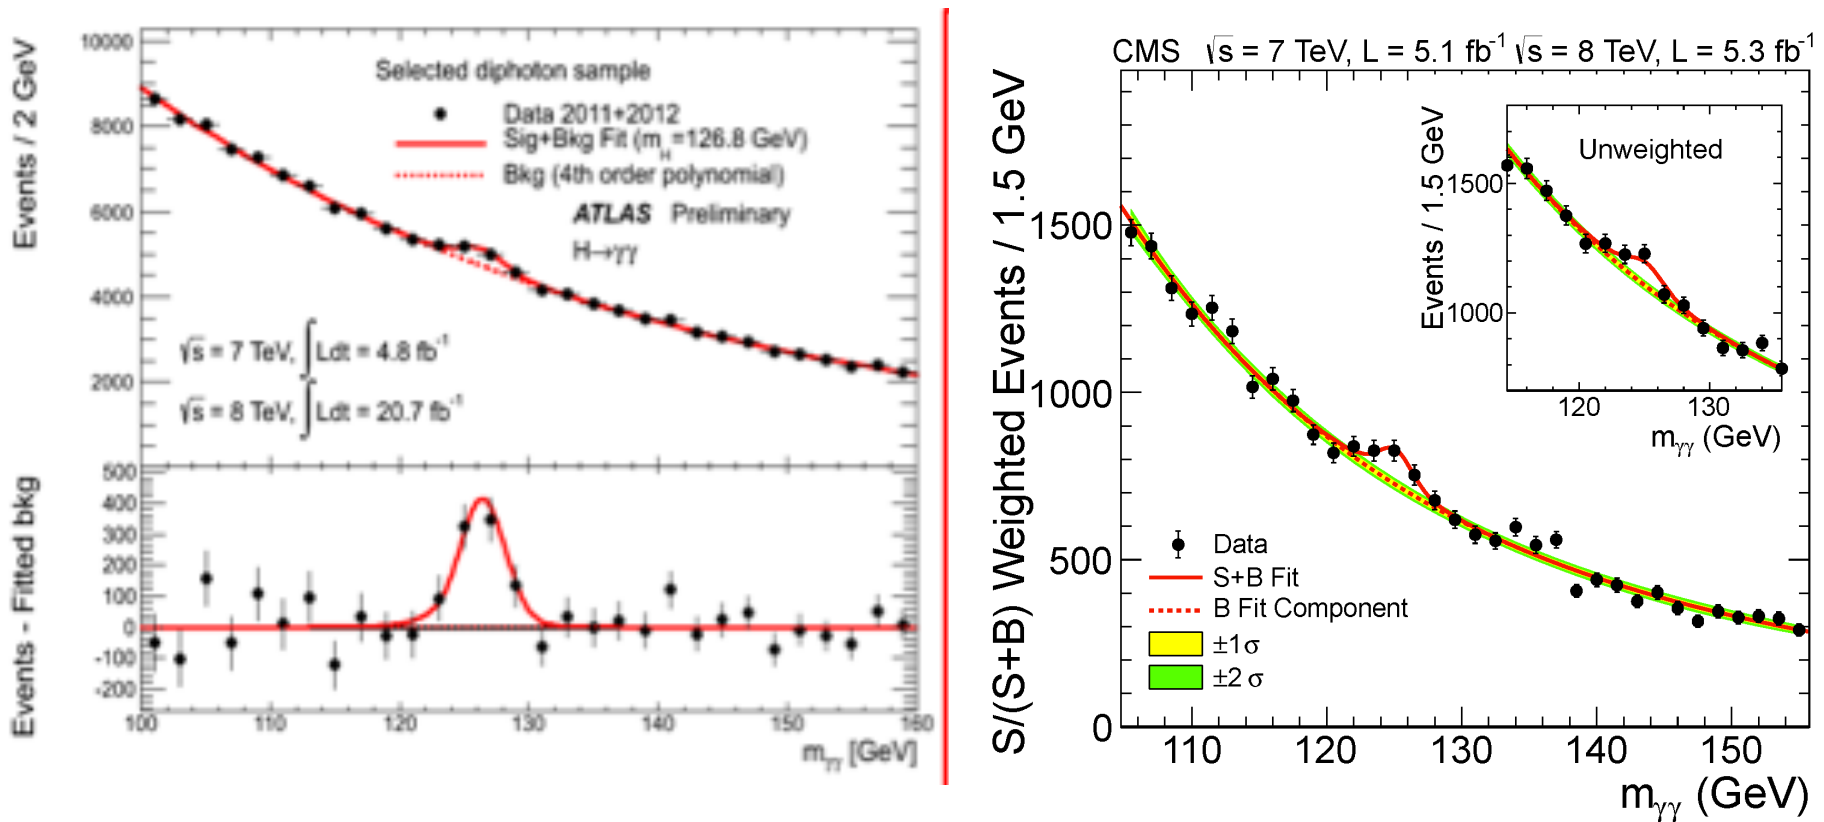 10000
8000
6000
4000
2000
Events / 2 GeV
Selected diphoton sample
Data 2011+2012
Sig+Bkg Fit (m_H=126.8 GeV)
Bkg (4th order polynomial)
ATLAS Preliminary
H→γγ
√s = 7 TeV, ∫Ldt = 4.8 fb⁻¹
√s = 8 TeV, ∫Ldt = 20.7 fb⁻¹
500
400
300
200
100
0
-100
-200
Events - Fitted bkg
100 110 120 130 140 150 160
m_γγ [GeV]
CMS √s = 7 TeV, L = 5.1 fb⁻¹ √s = 8 TeV, L = 5.3 fb⁻¹
S/(S+B) Weighted Events / 1.5 GeV
1500
1000
500
0
Unweighted
Events / 1.5 GeV
1500
1000
120 130
m_γγ (GeV)
Data
S+B Fit
B Fit Component
±1σ
±2 σ
110 120 130 140 150
m_γγ (GeV)